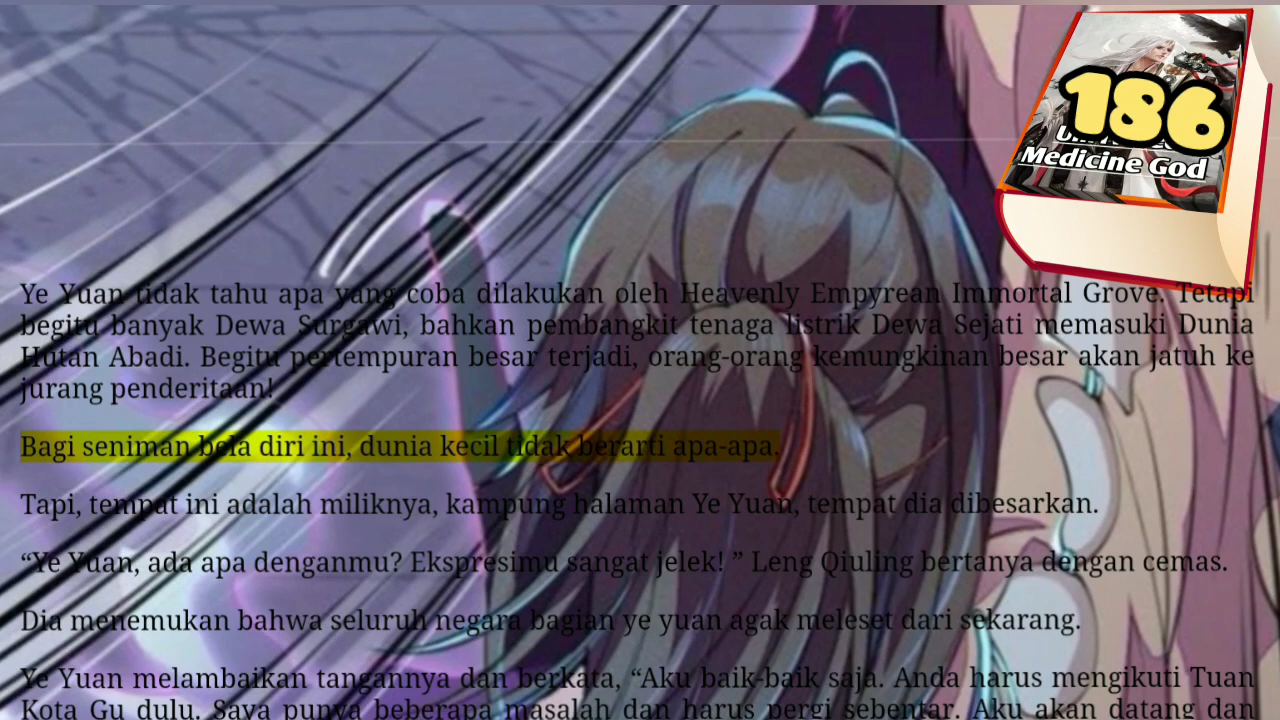 186
Medicine God
Ye Yuan tidak tahu apa yang coba dilakukan oleh Heavenly Empyrean Immortal Grove. Tetapi
begitu banyak Dewa Surgawi, bahkan pembangkit tenaga listrik Dewa Sejati memasuki Dunia
Hutan Abadi. Begitu pertempuran besar terjadi, orang-orang kemungkinan besar akan jatuh ke
jurang penderitaan!
Bagi seniman bela diri ini, dunia kecil tidak berarti apa-apa.
Tapi, tempat ini adalah miliknya, kampung halaman Ye Yuan, tempat dia dibesarkan.
“Ye Yuan, ada apa denganmu? Ekspresimu sangat jelek! ” Leng Qiuling bertanya dengan cemas.
Dia menemukan bahwa seluruh negara bagian ye yuan agak meleset dari sekarang.
Ye Yuan melambaikan tangannya dan berkata, “Aku baik-baik saja. Anda harus mengikuti Tuan
Kota Gu dulu. Saya punya beberapa masalah dan harus pergi sebentar. Aku akan datang dan